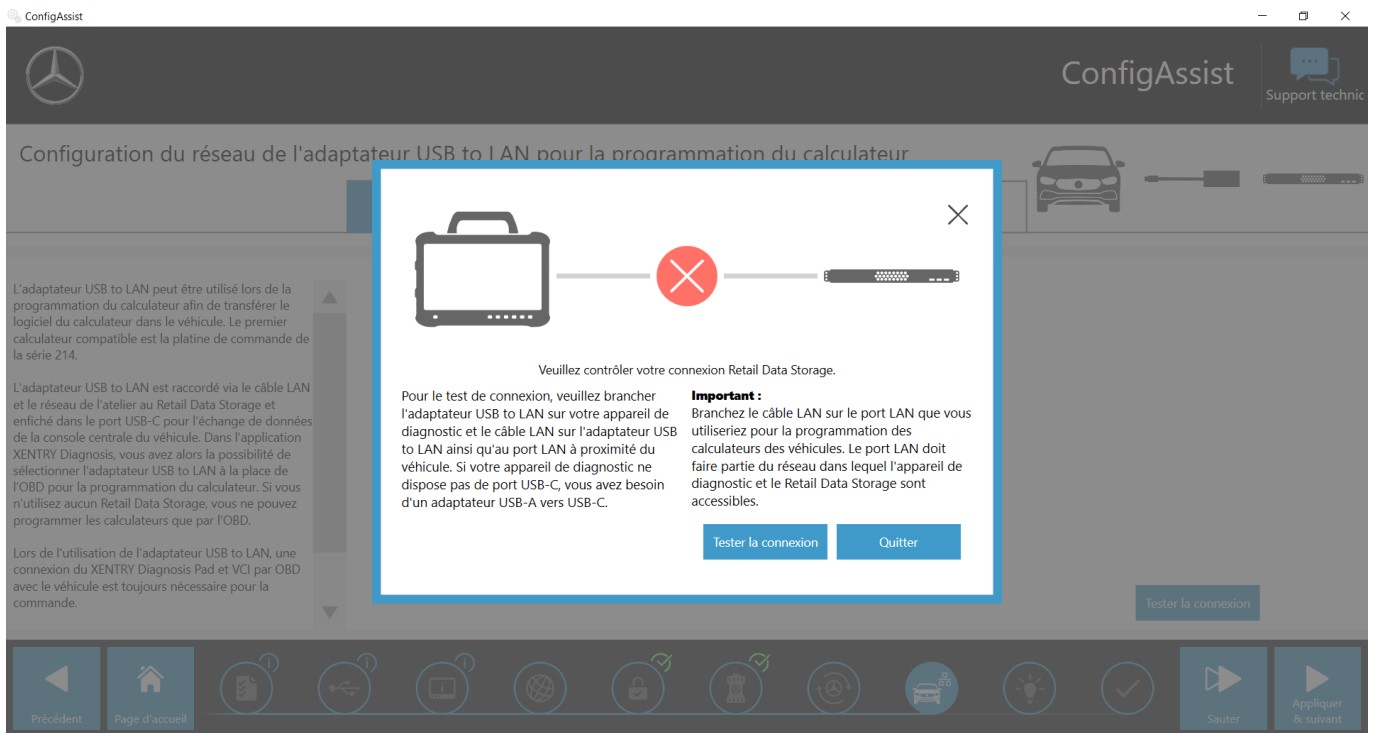 ConfigAssist
ConfigAssist
Support technic
Configuration du réseau de l'adaptateur USB to LAN pour la programmation du calculateur
L'adaptateur USB to LAN peut être utilisé lors de la
programmation du calculateur afin de transférer le
logiciel du calculateur dans le véhicule. Le premier
calculateur compatible est la platine de commande de
la série 214.
L'adaptateur USB to LAN est raccordé via le câble LAN
et le réseau de l'atelier au Retail Data Storage et
enfiché dans le port USB-C pour l'échange de données
de la console centrale du véhicule. Dans l'application
XENTRY Diagnosis, vous avez alors la possibilité de
sélectionner l'adaptateur USB to LAN à la place de
l'OBD pour la programmation du calculateur. Si vous
n'utilisez aucun Retail Data Storage, vous ne pouvez
programmer les calculateurs que par l'OBD.
Lors de l'utilisation de l'adaptateur USB to LAN, une
connexion du XENTRY Diagnosis Pad et VCI par OBD
avec le véhicule est toujours nécessaire pour la
commande.
Veuillez contrôler votre connexion Retail Data Storage.
Pour le test de connexion, veuillez brancher
l'adaptateur USB to LAN sur votre appareil de
diagnostic et le câble LAN sur l'adaptateur USB
to LAN ainsi qu'au port LAN à proximité du
véhicule. Si votre appareil de diagnostic ne
dispose pas de port USB-C, vous avez besoin
d'un adaptateur USB-A vers USB-C.
Important :
Branchez le câble LAN sur le port LAN que vous
utiliseriez pour la programmation des
calculateurs des véhicules. Le port LAN doit
faire partie du réseau dans lequel l'appareil de
diagnostic et le Retail Data Storage sont
accessibles.
Tester la connexion
Quitter
Tester la connexion
Précédent
Page d'accueil
Sauter
Appliquer
& suivant